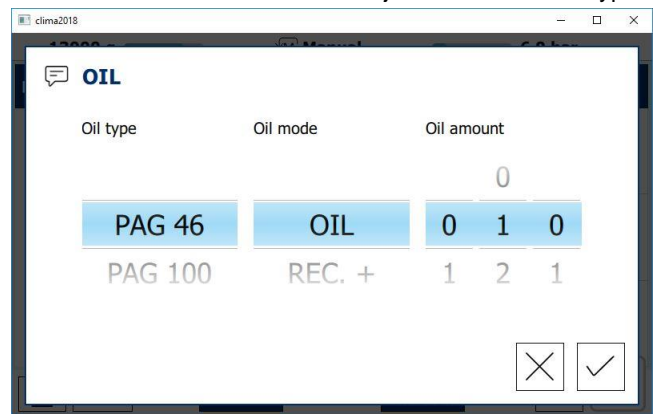 clima2018
OIL
Oil type Oil mode Oil amount
0
PAG 46 OIL 0 1 0
PAG 100 REC. + 1 2 1